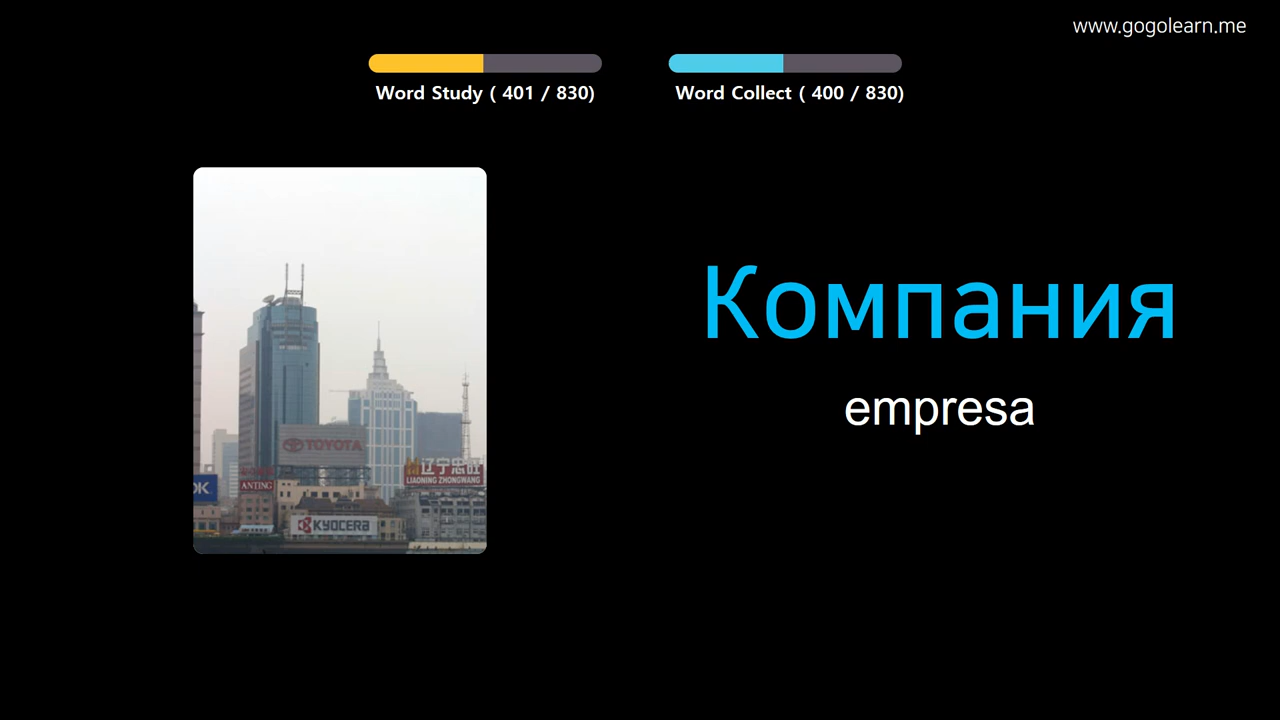 www.gogolearn.me
Word Study ( 401 / 830)
Word Collect ( 400 / 830)
Компания
empresa
TOYOTA
辽宁忠旺
LIAONING ZHONGWANG
ANTING
KYOCERA